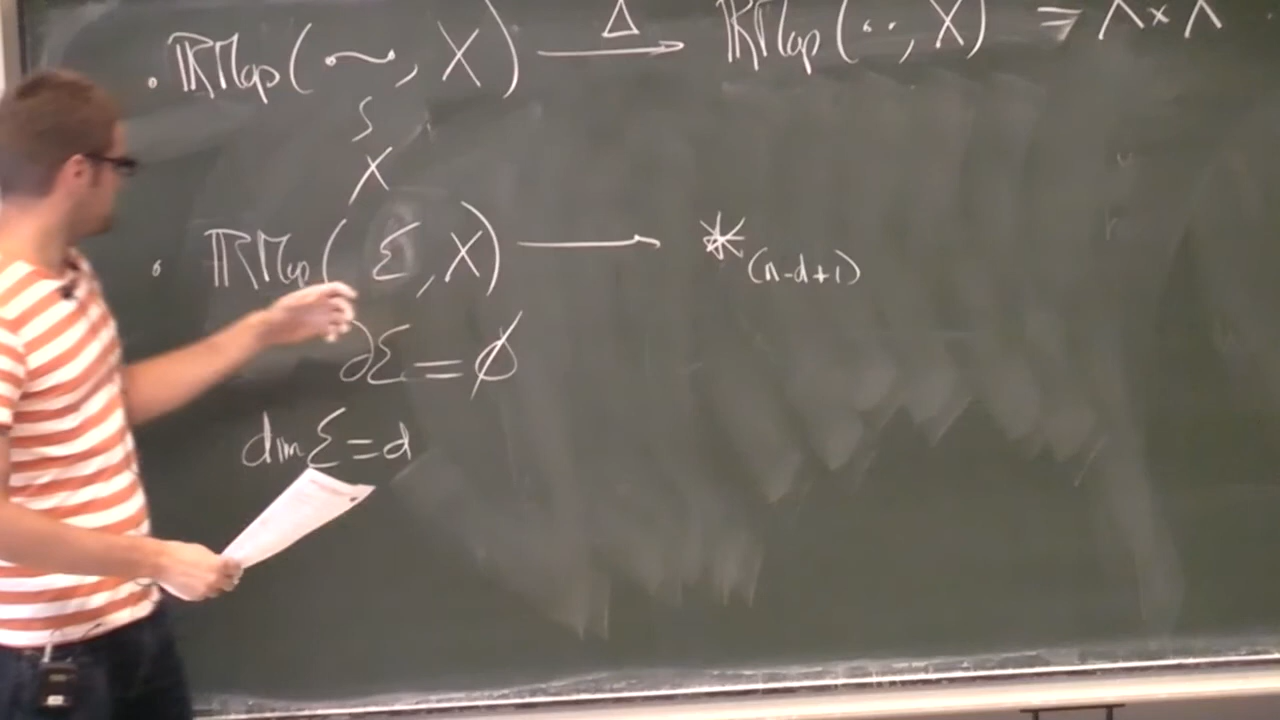 · ℝMap( ~ , X) —Δ→ ℝMap( ·· , X) = X × X
S
X
∘ ℝMap( Σ , X) ⟶ *₍ₙ₋d₊₁₎
∂Σ = ∅
dim Σ = d